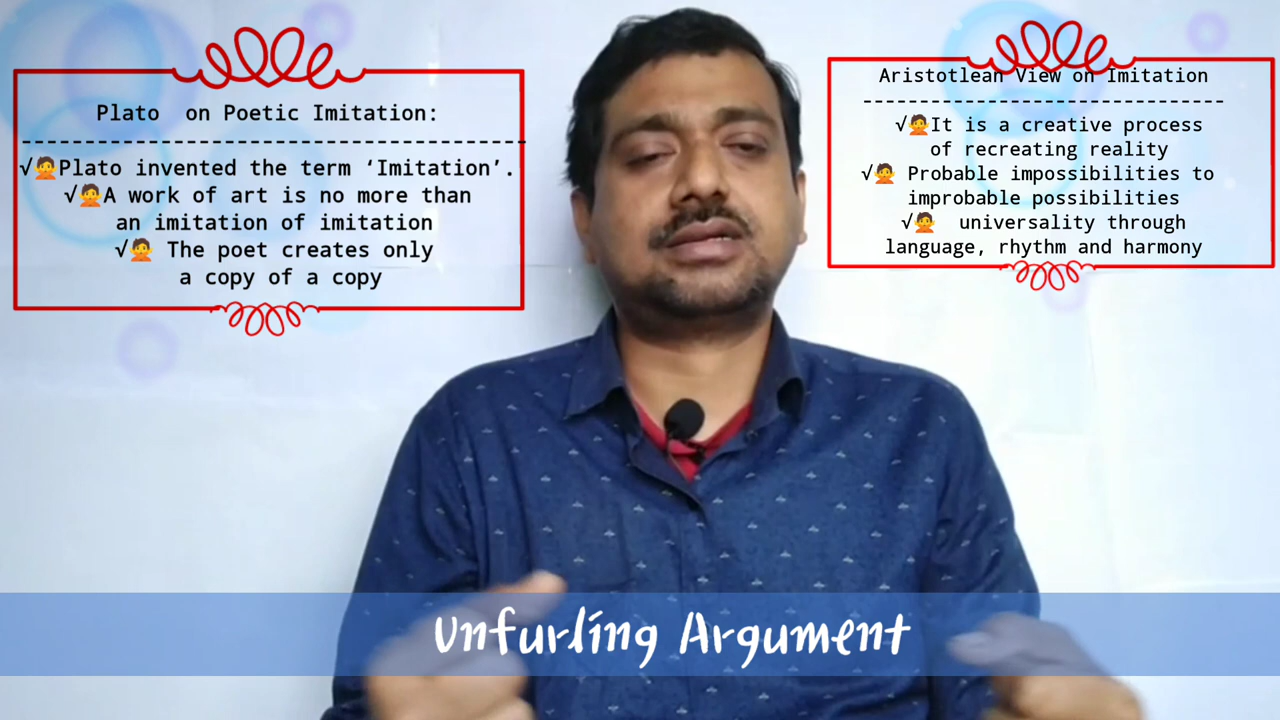 Plato on Poetic Imitation:
-----------------------------------------
√🙅Plato invented the term ‘Imitation’.
√🙅A work of art is no more than
an imitation of imitation
√🙅 The poet creates only
a copy of a copy
Aristotlean View on Imitation
--------------------------------
√🙅It is a creative process
of recreating reality
√🙅 Probable impossibilities to
improbable possibilities
√🙅 universality through
language, rhythm and harmony
Unfurling Argument